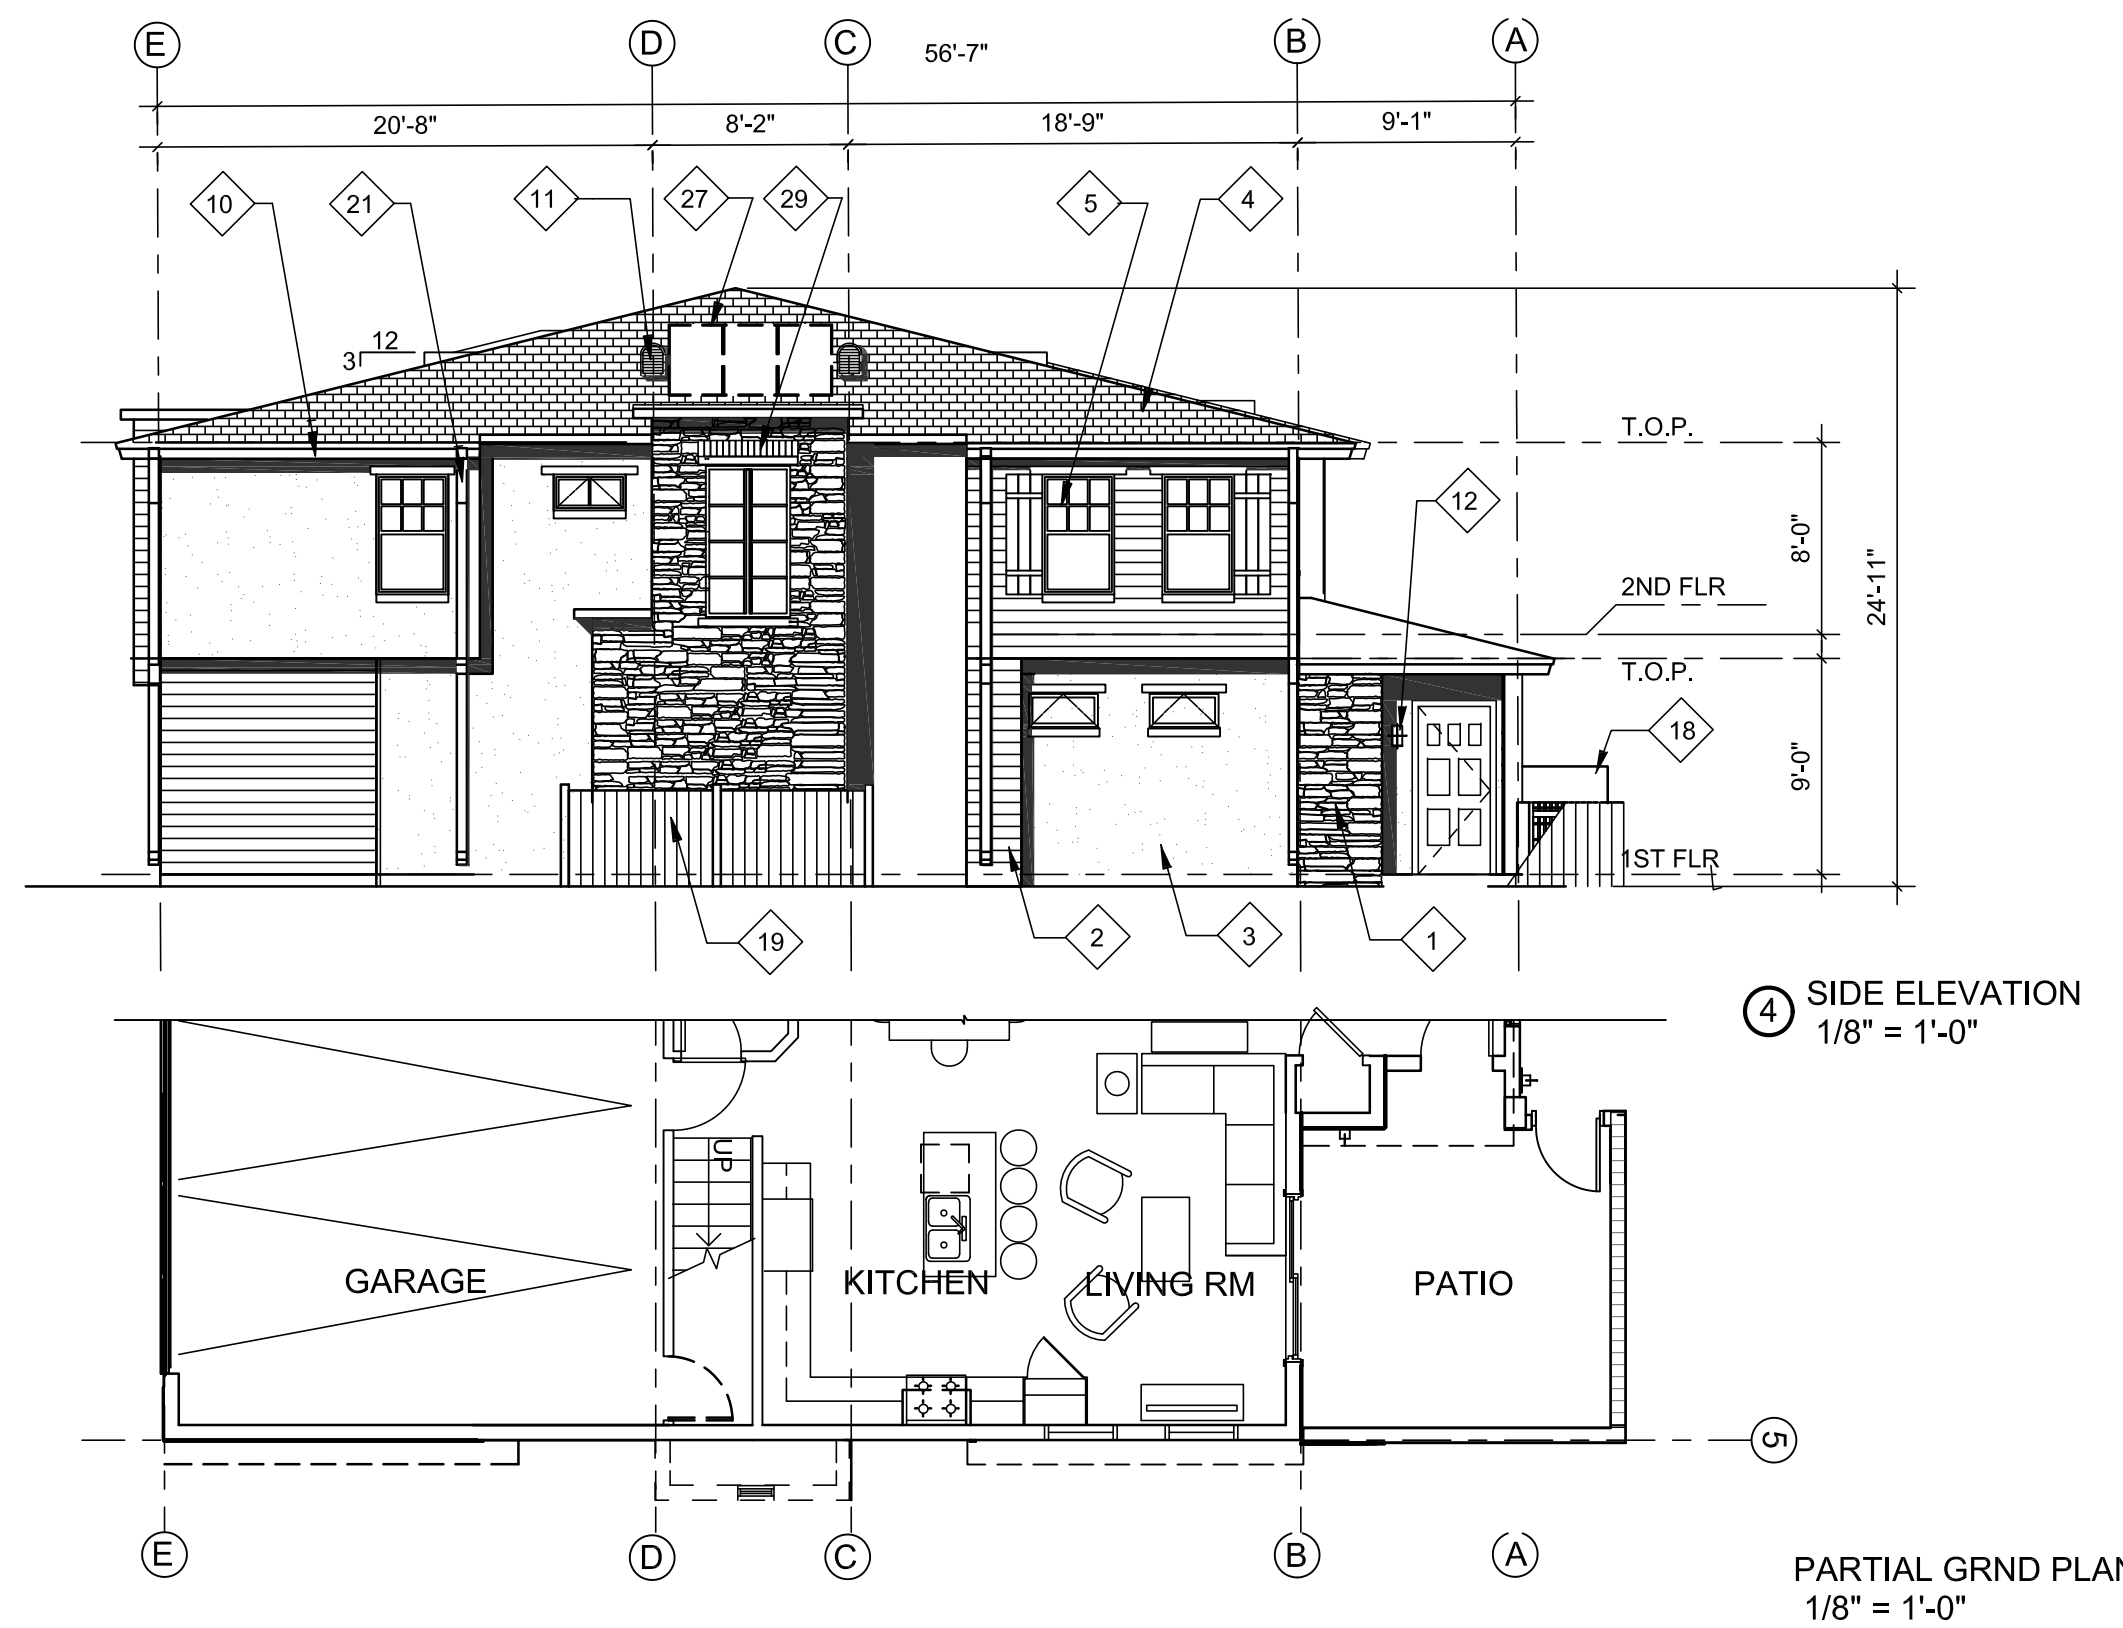 E D C B A
56'-7"
20'-8" 8'-2" 18'-9" 9'-1"
10 21 11 27 29 5 4
12
3
T.O.P.
12
8'-0"
24'-11"
2ND FLR
T.O.P.
18
9'-0"
1ST FLR
19 2 3 1
4 SIDE ELEVATION
1/8" = 1'-0"
UP
GARAGE KITCHEN LIVING RM PATIO
5
E D C B A
PARTIAL GRND PLAN
1/8" = 1'-0"